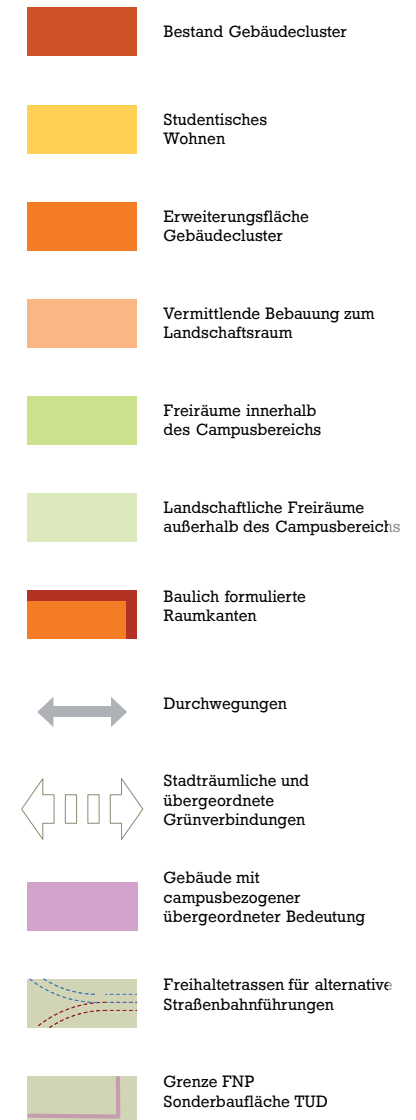 Bestand Gebäudecluster
Studentisches
Wohnen
Erweiterungsfläche
Gebäudecluster
Vermittlende Bebauung zum
Landschaftsraum
Freiräume innerhalb
des Campusbereichs
Landschaftliche Freiräume
außerhalb des Campusbereichs
Baulich formulierte
Raumkanten
Durchwegungen
Stadträumliche und
übergeordnete
Grünverbindungen
Gebäude mit
campusbezogener
übergeordneter Bedeutung
Freihaltetrassen für alternative
Straßenbahnführungen
Grenze FNP
Sonderbaufläche TUD